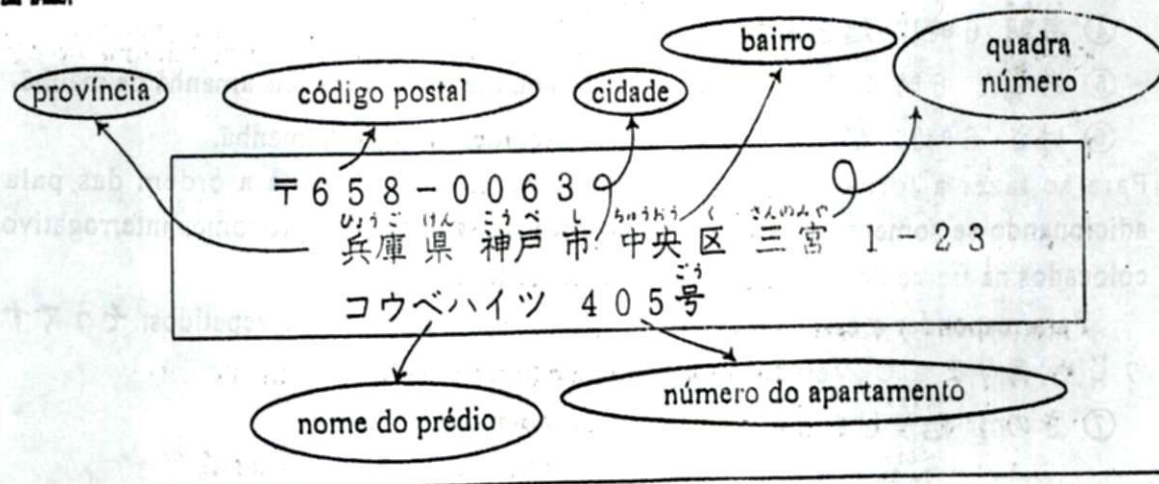 bairro
quadra
número
província
código postal
cidade
〒658-0063
ひょうご けん こうべ し ちゅうおう く さんのみや
兵庫県 神戸市 中央区 三宮 1-23
ごう
コウベハイツ 405号
nome do prédio
número do apartamento